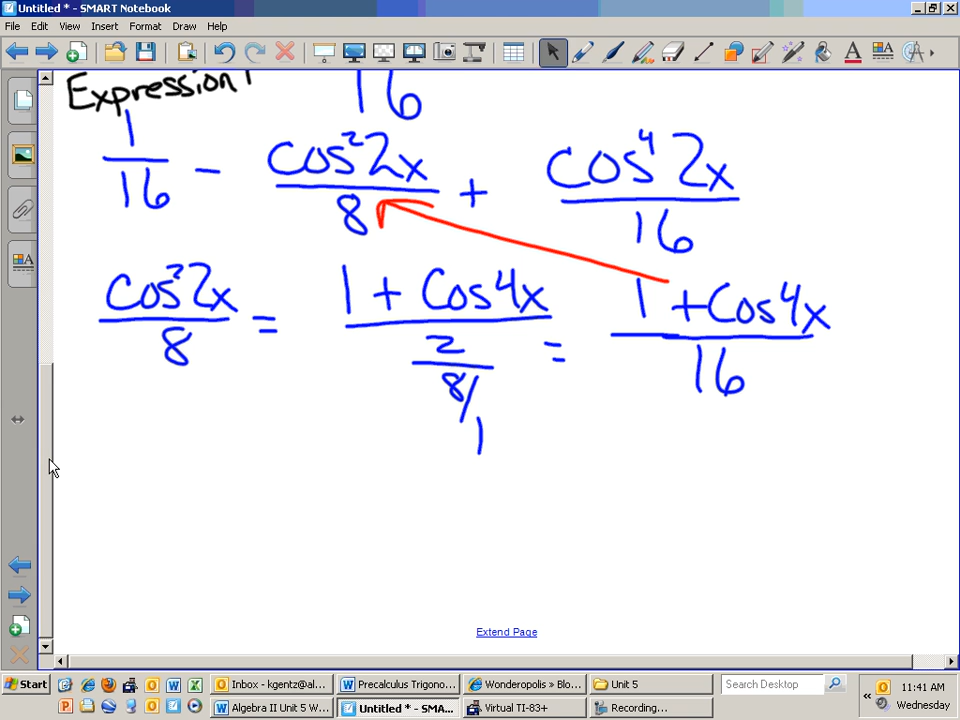 Untitled * - SMART Notebook
File Edit View Insert Format Draw Help
Expression 1
16
1/16 - cos²2x/8 + cos⁴2x/16
cos²2x/8 = (1 + Cos4x)/2/8/1 = (1 + Cos4x)/16
Extend Page
Start Inbox - kgentz@al... Precalculus Trigono... Wonderopolis » Blo... Unit 5 Search Desktop 11:41 AM
Algebra II Unit 5 W... Untitled * - SMA... Virtual TI-83+ Recording... Wednesday